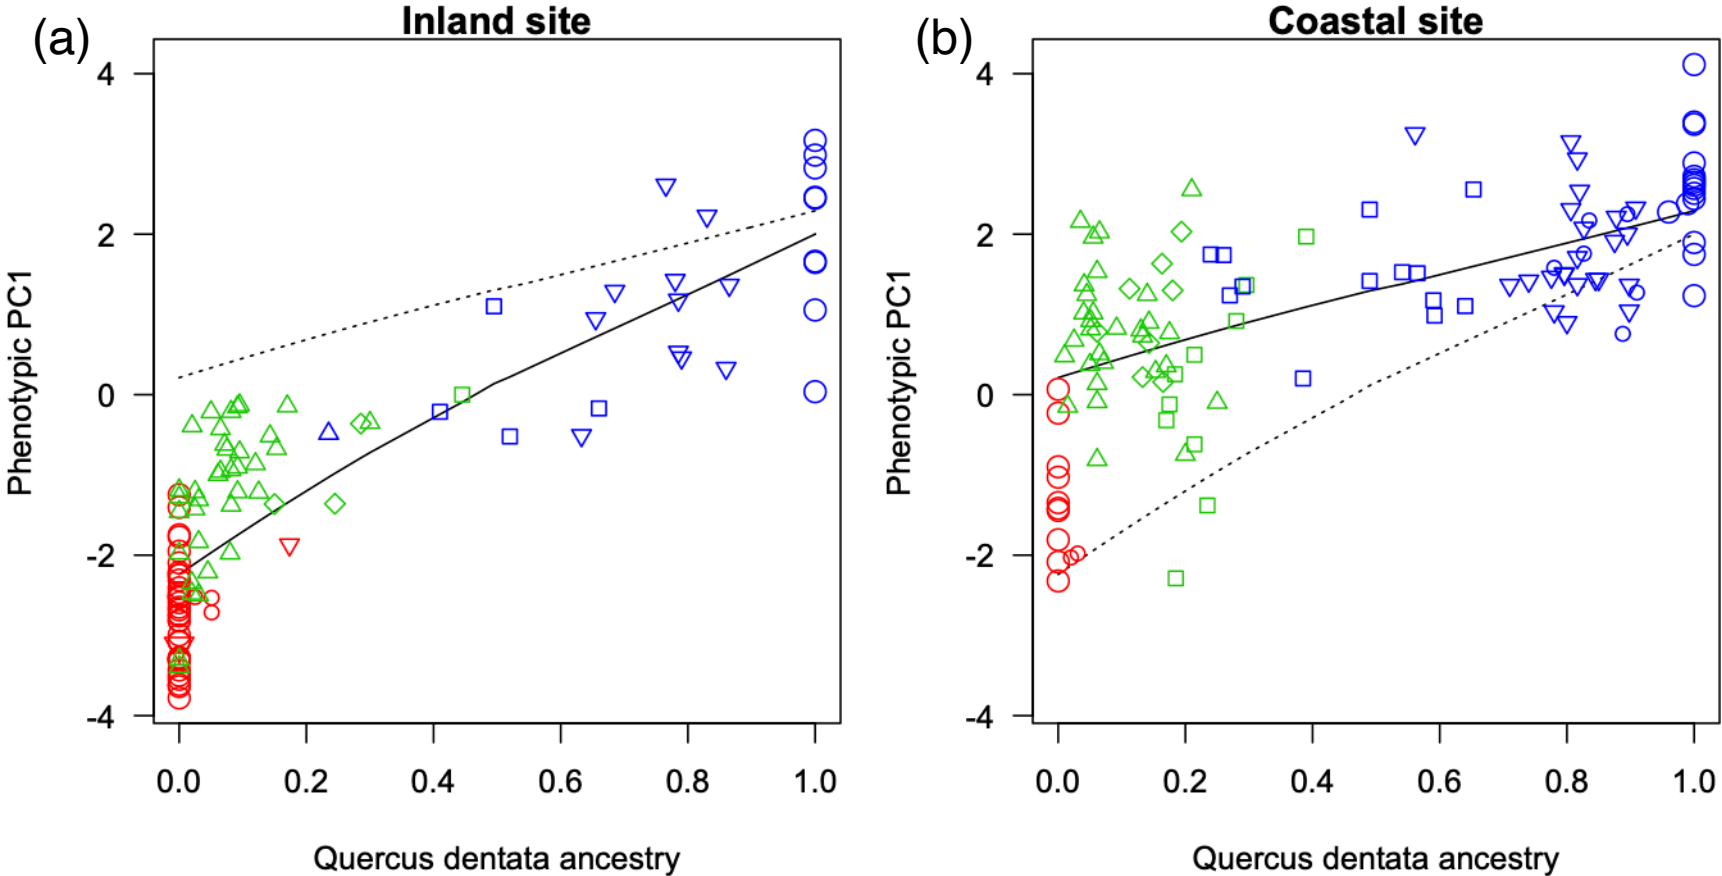 (a)
Inland site
4
2
0
-2
-4
Phenotypic PC1
0.0 0.2 0.4 0.6 0.8 1.0
Quercus dentata ancestry
(b)
Coastal site
4
2
0
-2
-4
Phenotypic PC1
0.0 0.2 0.4 0.6 0.8 1.0
Quercus dentata ancestry